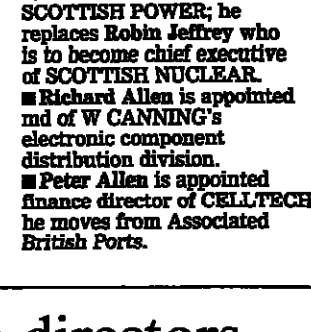 SCOTTISH POWER; he
replaces Robin Jeffrey who
is to become chief executive
of SCOTTISH NUCLEAR.
■ Richard Allen is appointed
md of W CANNING's
electronic component
distribution division.
■ Peter Allen is appointed
finance director of CELLTECH
he moves from Associated
British Ports.
directors